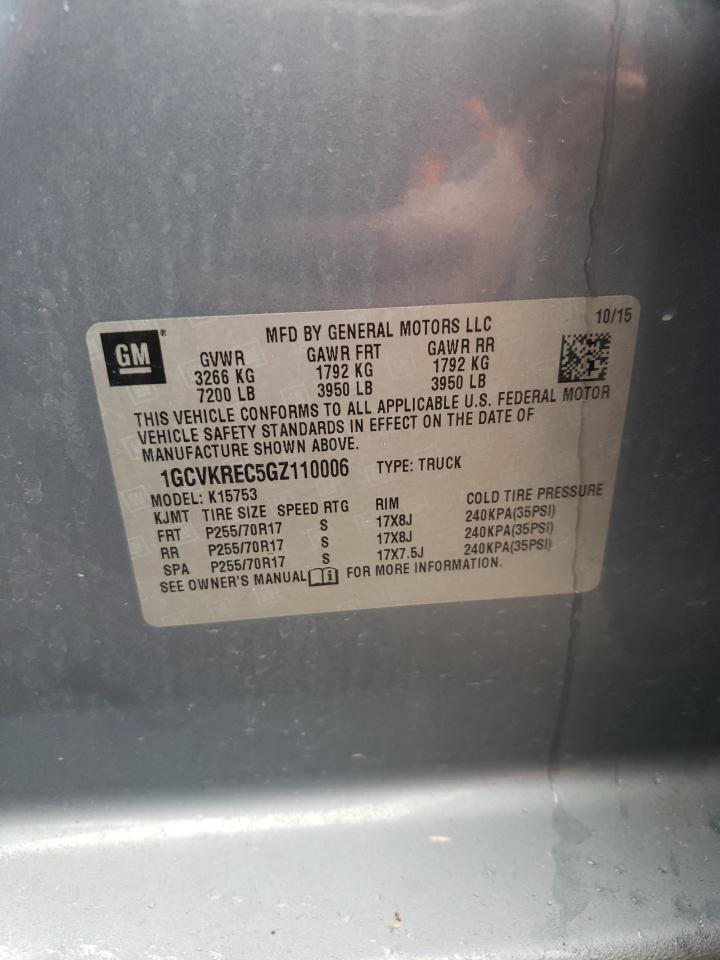 GM®
MFD BY GENERAL MOTORS LLC
10/15
GVWR GAWR FRT GAWR RR
3266 KG 1792 KG 1792 KG
7200 LB 3950 LB 3950 LB
THIS VEHICLE CONFORMS TO ALL APPLICABLE U.S. FEDERAL MOTOR
VEHICLE SAFETY STANDARDS IN EFFECT ON THE DATE OF
MANUFACTURE SHOWN ABOVE.
1GCVKREC5GZ110006 TYPE: TRUCK
MODEL: K15753
KJMT TIRE SIZE SPEED RTG RIM COLD TIRE PRESSURE
FRT P255/70R17 S 17X8J 240KPA(35PSI)
RR P255/70R17 S 17X8J 240KPA(35PSI)
SPA P255/70R17 S 17X7.5J 240KPA(35PSI)
SEE OWNER'S MANUAL i FOR MORE INFORMATION.